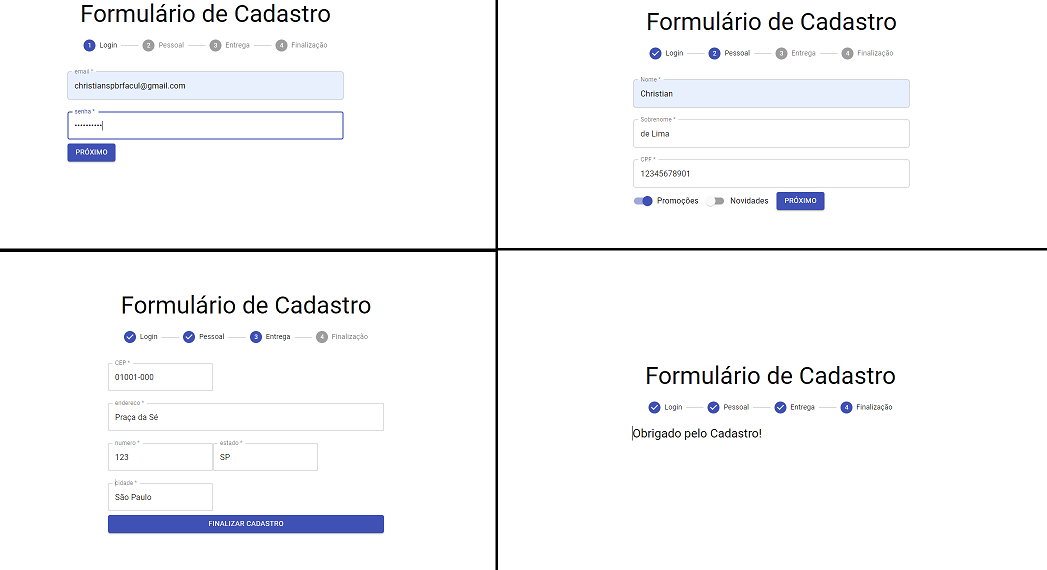 Formulário de Cadastro
1 Login 2 Pessoal 3 Entrega 4 Finalização
email *
christianspbrfacul@gmail.com
senha *
••••••••••
PRÓXIMO
Formulário de Cadastro
Login 2 Pessoal 3 Entrega 4 Finalização
Nome *
Christian
Sobrenome *
de Lima
CPF *
12345678901
Promoções Novidades PRÓXIMO
Formulário de Cadastro
Login Pessoal 3 Entrega 4 Finalização
CEP *
01001-000
endereco *
Praça da Sé
numero * estado *
123 SP
cidade *
São Paulo
FINALIZAR CADASTRO
Formulário de Cadastro
Login Pessoal Entrega 4 Finalização
Obrigado pelo Cadastro!